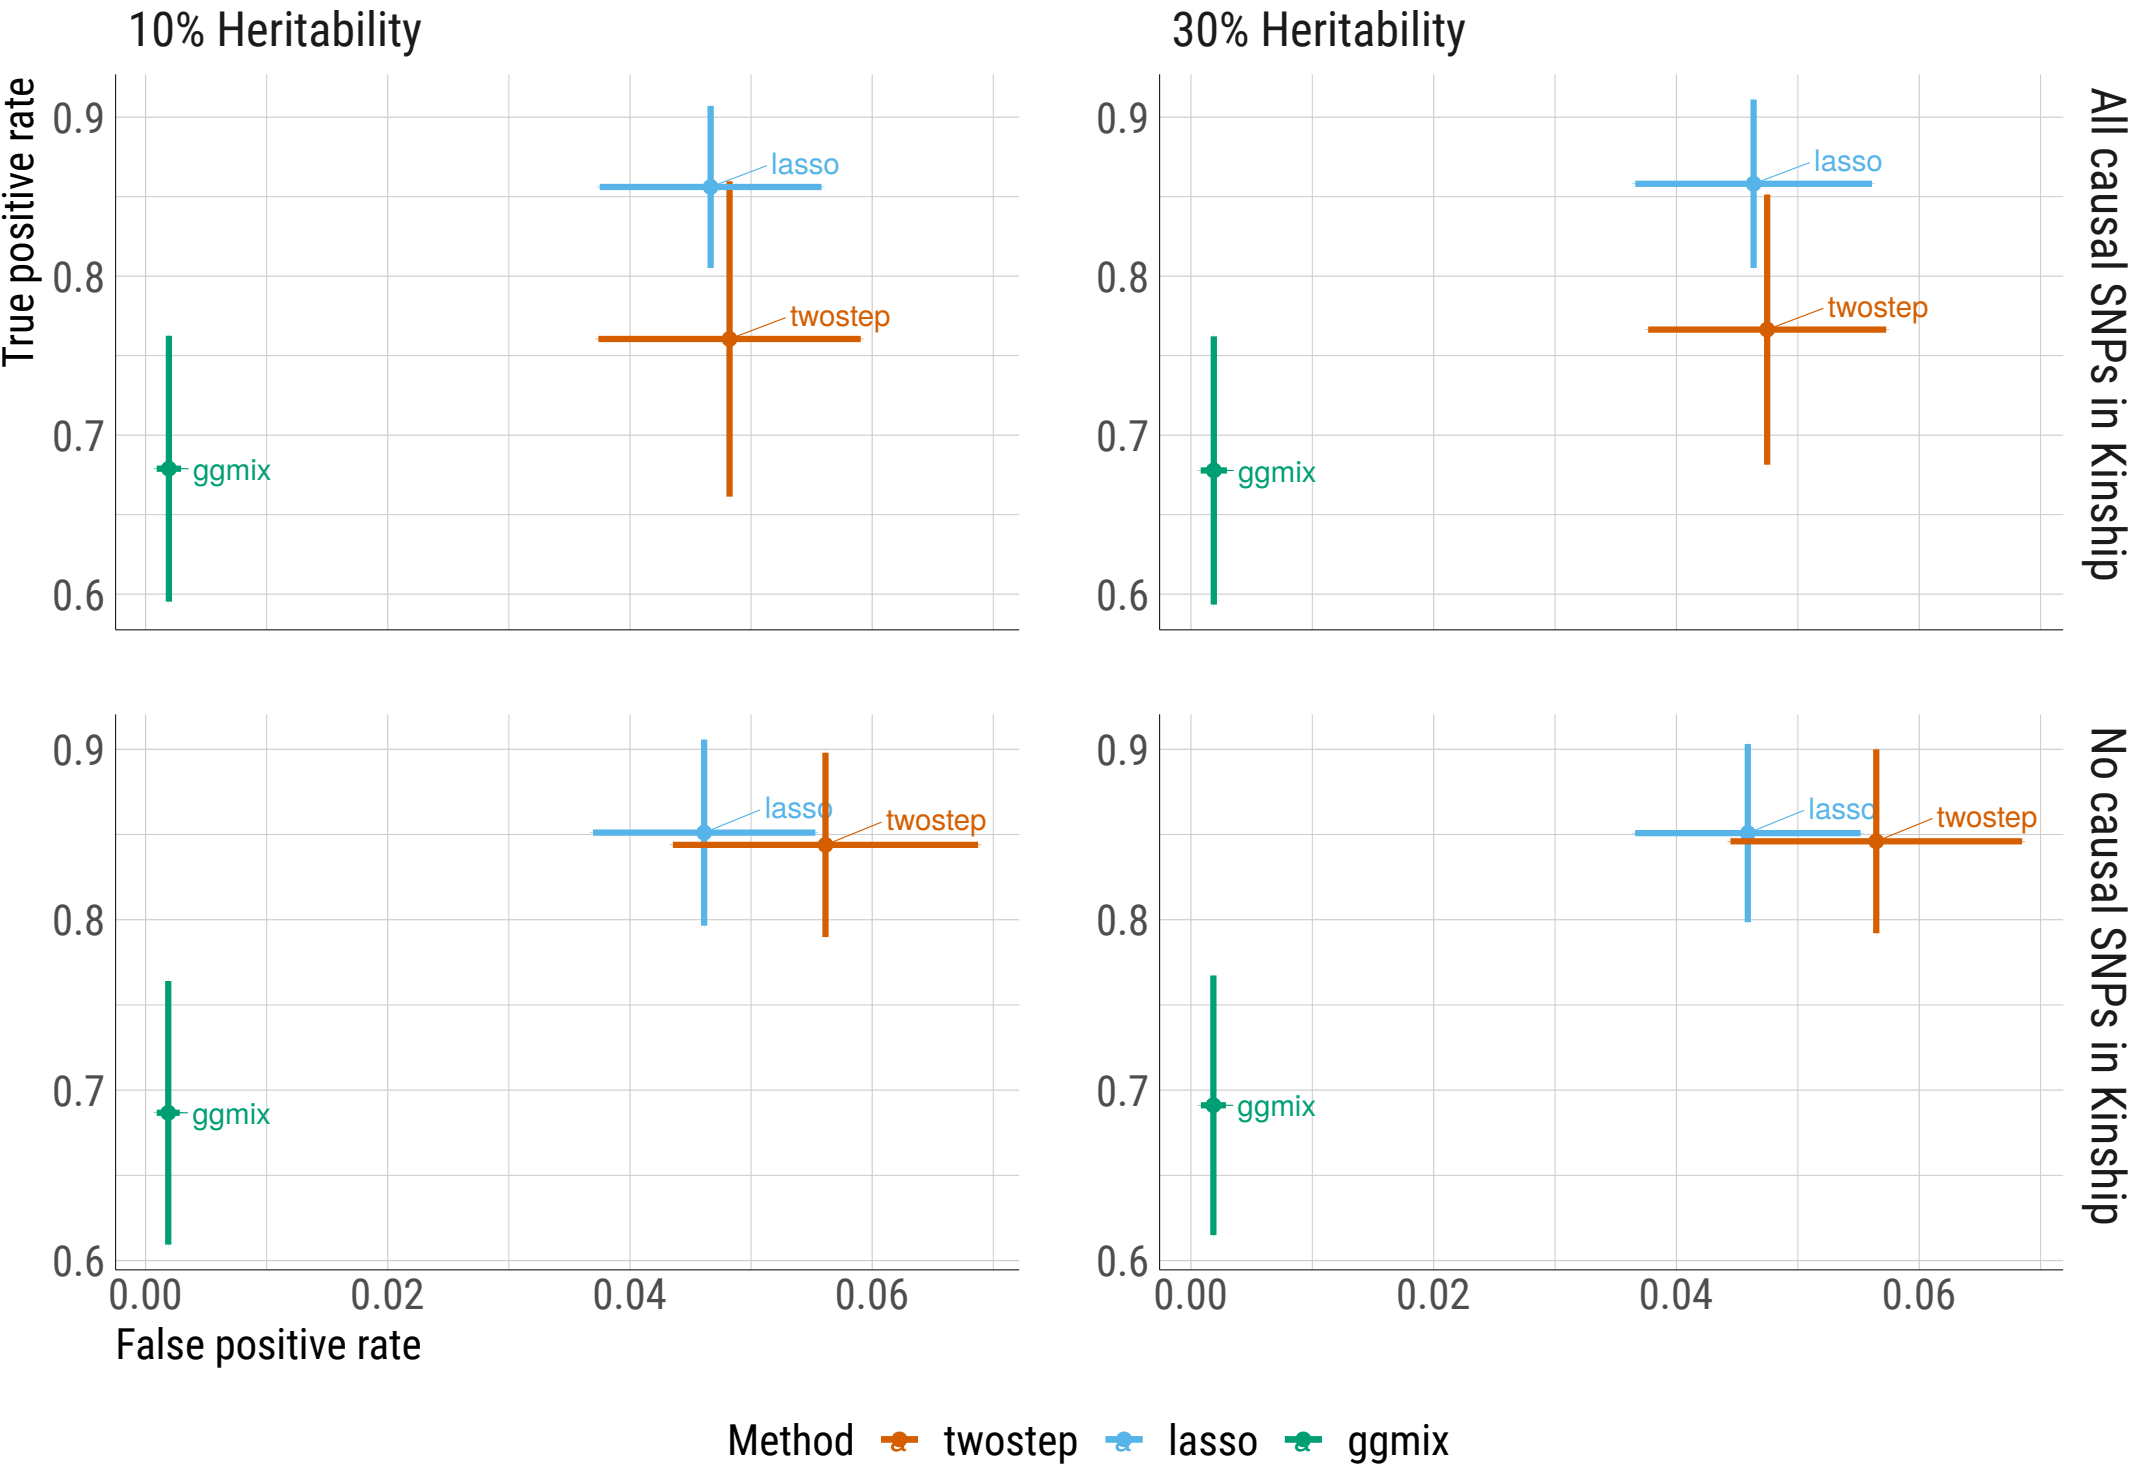 10% Heritability
30% Heritability
True positive rate
All causal SNPs in Kinship
0.9
0.8
0.7
0.6
lasso
twostep
ggmix
0.9
0.8
0.7
0.6
lasso
twostep
ggmix
No causal SNPs in Kinship
0.9
0.8
0.7
0.6
lasso
twostep
ggmix
0.9
0.8
0.7
0.6
lasso
twostep
ggmix
0.00 0.02 0.04 0.06
0.00 0.02 0.04 0.06
False positive rate
Method a twostep a lasso a ggmix